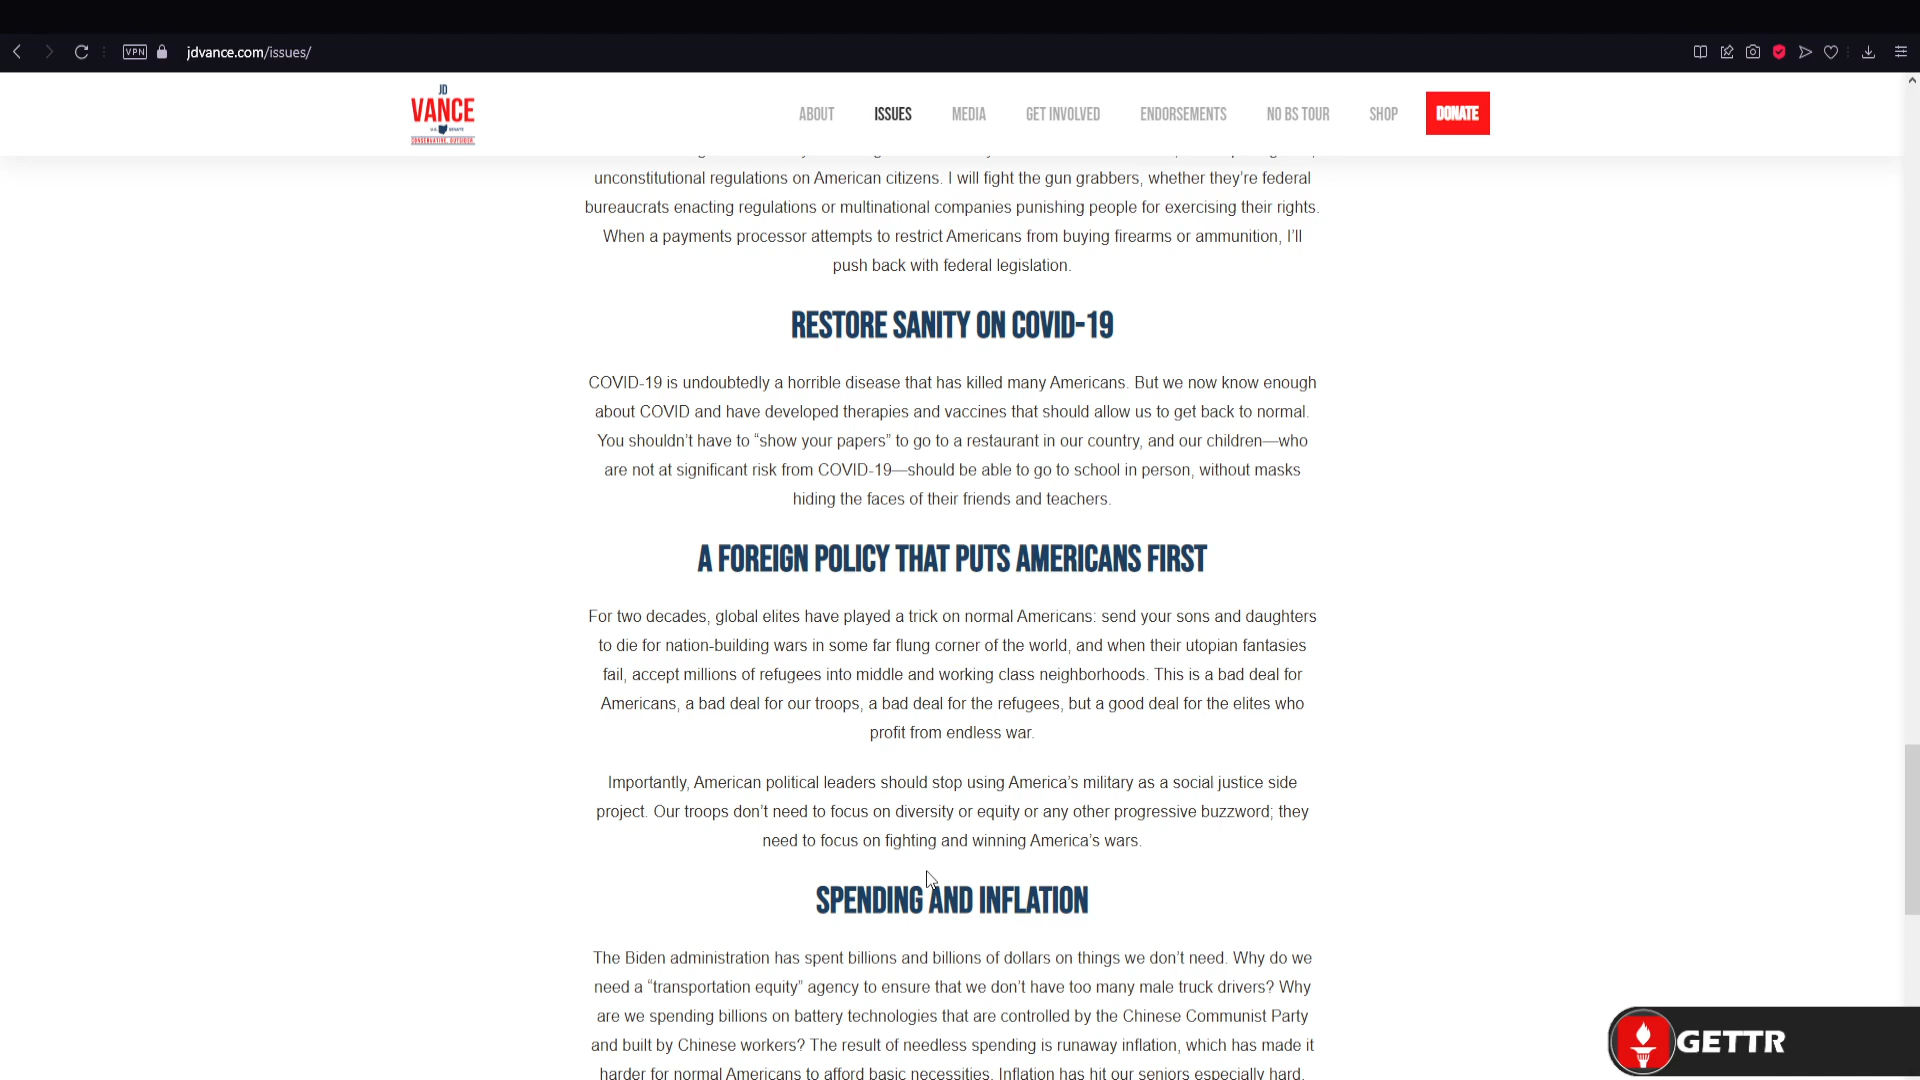 VPN
jdvance.com/issues/
JD
VANCE
U.S. SENATE
CONSERVATIVE. OUTSIDER.
ABOUT
ISSUES
MEDIA
GET INVOLVED
ENDORSEMENTS
NO BS TOUR
SHOP
DONATE
unconstitutional regulations on American citizens. I will fight the gun grabbers, whether they’re federal
bureaucrats enacting regulations or multinational companies punishing people for exercising their rights.
When a payments processor attempts to restrict Americans from buying firearms or ammunition, I’ll
push back with federal legislation.
RESTORE SANITY ON COVID-19
COVID-19 is undoubtedly a horrible disease that has killed many Americans. But we now know enough
about COVID and have developed therapies and vaccines that should allow us to get back to normal.
You shouldn’t have to “show your papers” to go to a restaurant in our country, and our children—who
are not at significant risk from COVID-19—should be able to go to school in person, without masks
hiding the faces of their friends and teachers.
A FOREIGN POLICY THAT PUTS AMERICANS FIRST
For two decades, global elites have played a trick on normal Americans: send your sons and daughters
to die for nation-building wars in some far flung corner of the world, and when their utopian fantasies
fail, accept millions of refugees into middle and working class neighborhoods. This is a bad deal for
Americans, a bad deal for our troops, a bad deal for the refugees, but a good deal for the elites who
profit from endless war.
Importantly, American political leaders should stop using America’s military as a social justice side
project. Our troops don’t need to focus on diversity or equity or any other progressive buzzword; they
need to focus on fighting and winning America’s wars.
SPENDING AND INFLATION
The Biden administration has spent billions and billions of dollars on things we don’t need. Why do we
need a “transportation equity” agency to ensure that we don’t have too many male truck drivers? Why
are we spending billions on battery technologies that are controlled by the Chinese Communist Party
and built by Chinese workers? The result of needless spending is runaway inflation, which has made it
harder for normal Americans to afford basic necessities. Inflation has hit our seniors especially hard.
GETTR